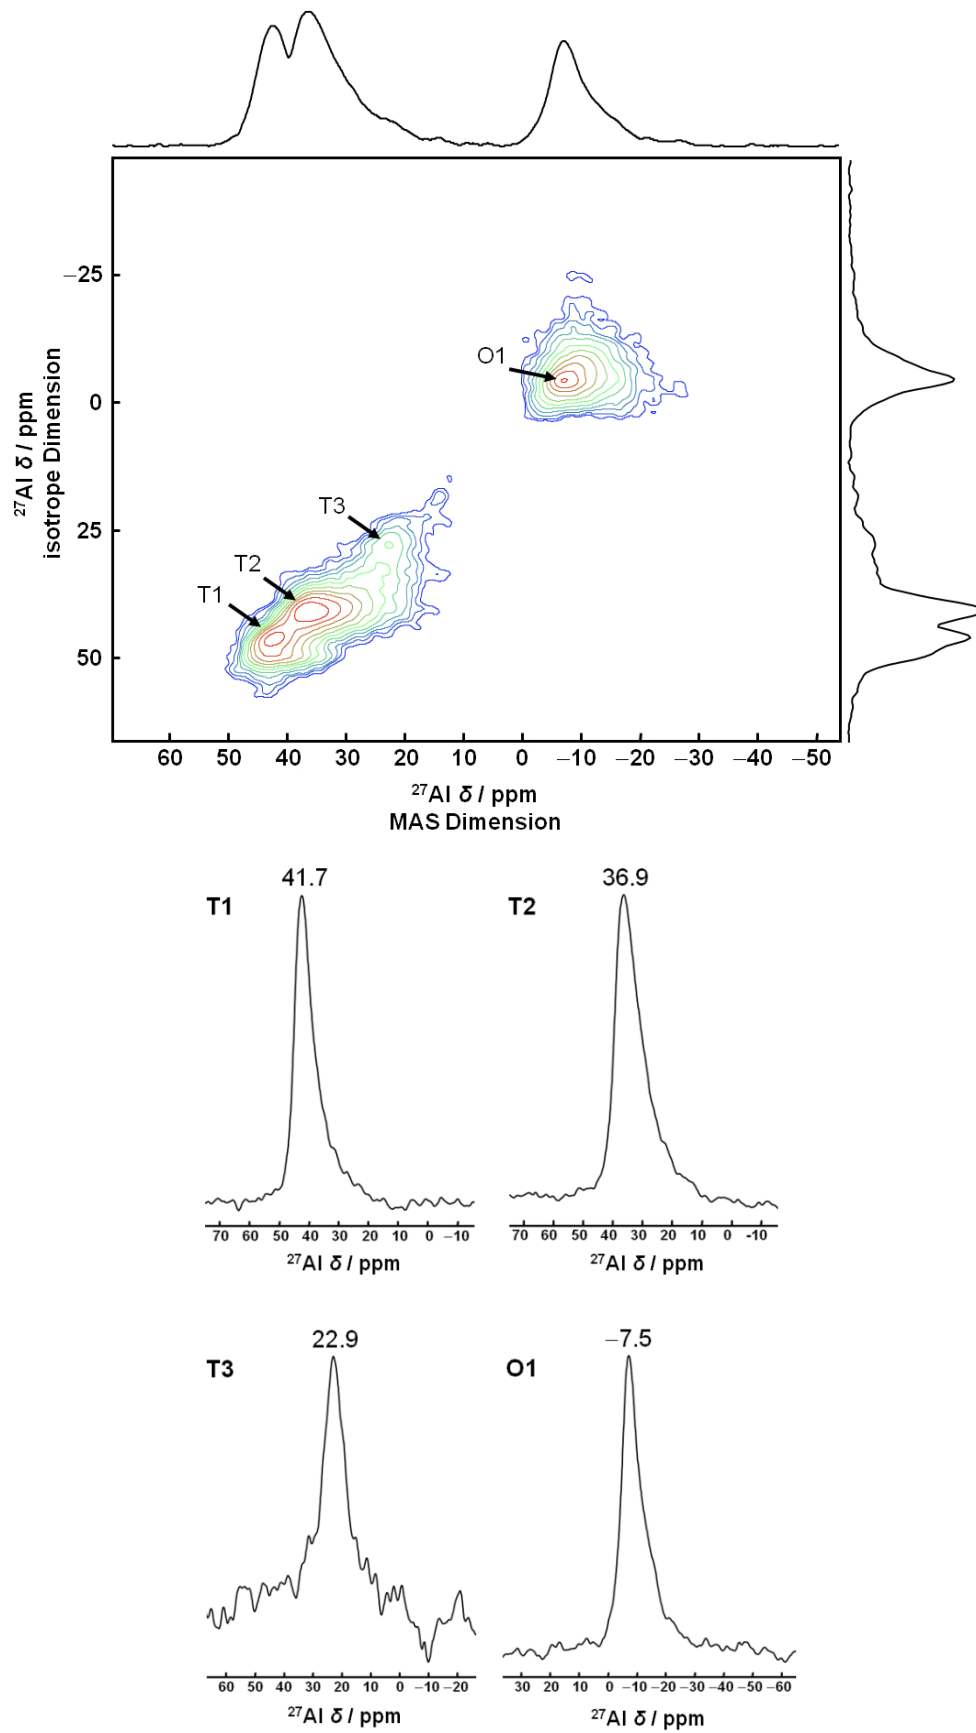 −25
0
25
50
²⁷Al δ / ppm
isotrope Dimension
O1
T3
T2
T1
60 50 40 30 20 10 0 −10 −20 −30 −40 −50
²⁷Al δ / ppm
MAS Dimension
T1
41.7
70 60 50 40 30 20 10 0 −10
²⁷Al δ / ppm
T2
36.9
70 60 50 40 30 20 10 0 -10
²⁷Al δ / ppm
T3
22.9
60 50 40 30 20 10 0 −10 −20
²⁷Al δ / ppm
O1
−7.5
30 20 10 0 −10 −20 −30 −40 −50 −60
²⁷Al δ / ppm